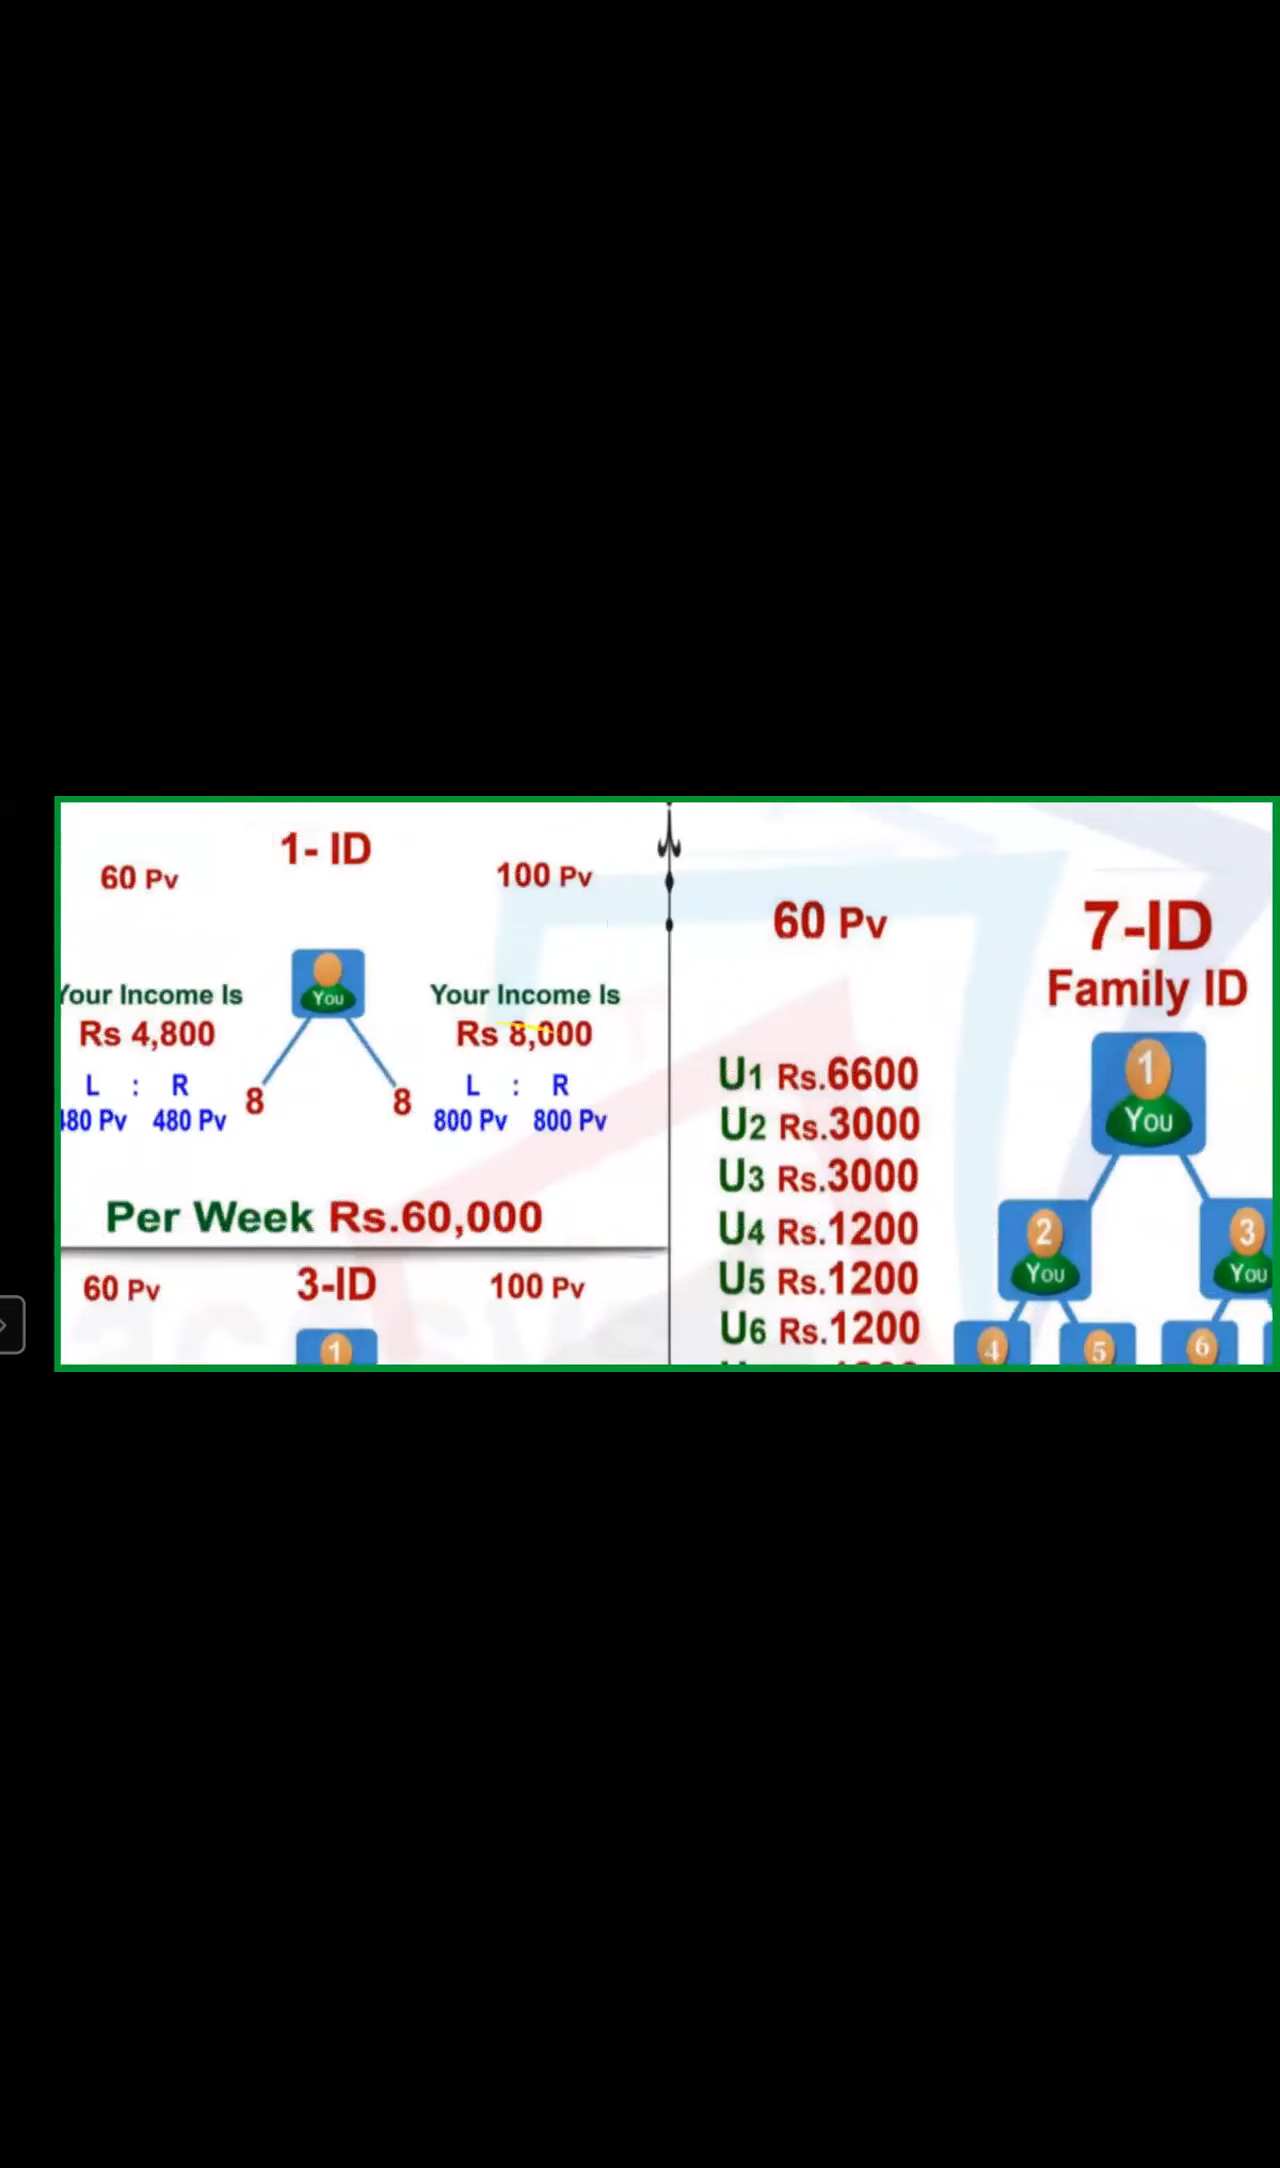 1- ID
60 Pv
100 Pv
You
Your Income Is
Rs 4,800
L : R
480 Pv 480 Pv
8
8
Your Income Is
Rs 8,000
L : R
800 Pv 800 Pv
Per Week Rs.60,000
60 Pv
3-ID
100 Pv
1
60 Pv
7-ID
Family ID
U1 Rs.6600
U2 Rs.3000
U3 Rs.3000
U4 Rs.1200
U5 Rs.1200
U6 Rs.1200
1
You
2
You
3
You
4
5
6